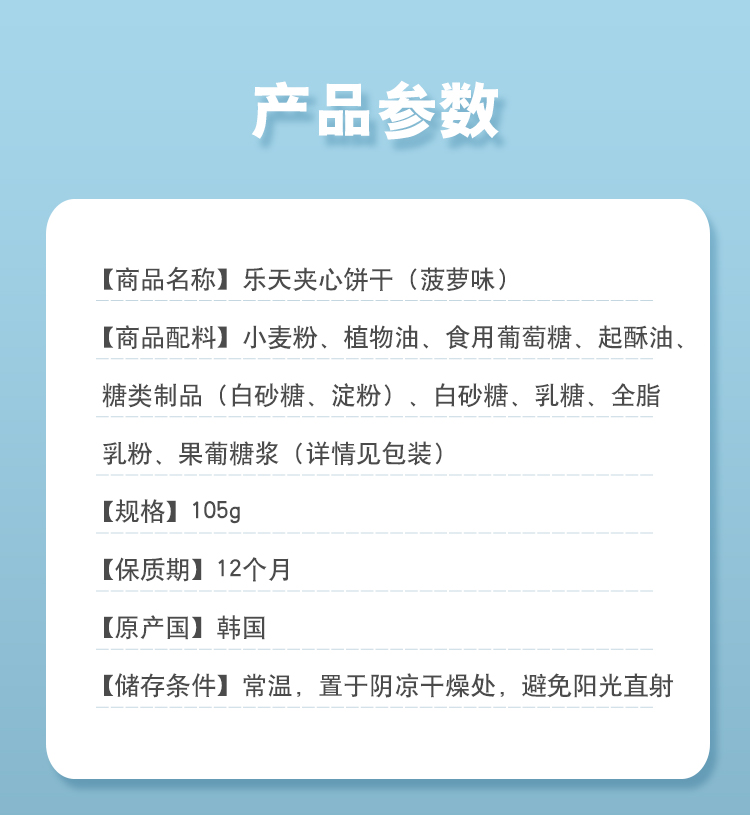 产品参数
【商品名称】乐天夹心饼干（菠萝味）
【商品配料】小麦粉、植物油、食用葡萄糖、起酥油、
糖类制品（白砂糖、淀粉）、白砂糖、乳糖、全脂
乳粉、果葡糖浆（详情见包装）
【规格】105g
【保质期】12个月
【原产国】韩国
【储存条件】常温，置于阴凉干燥处，避免阳光直射